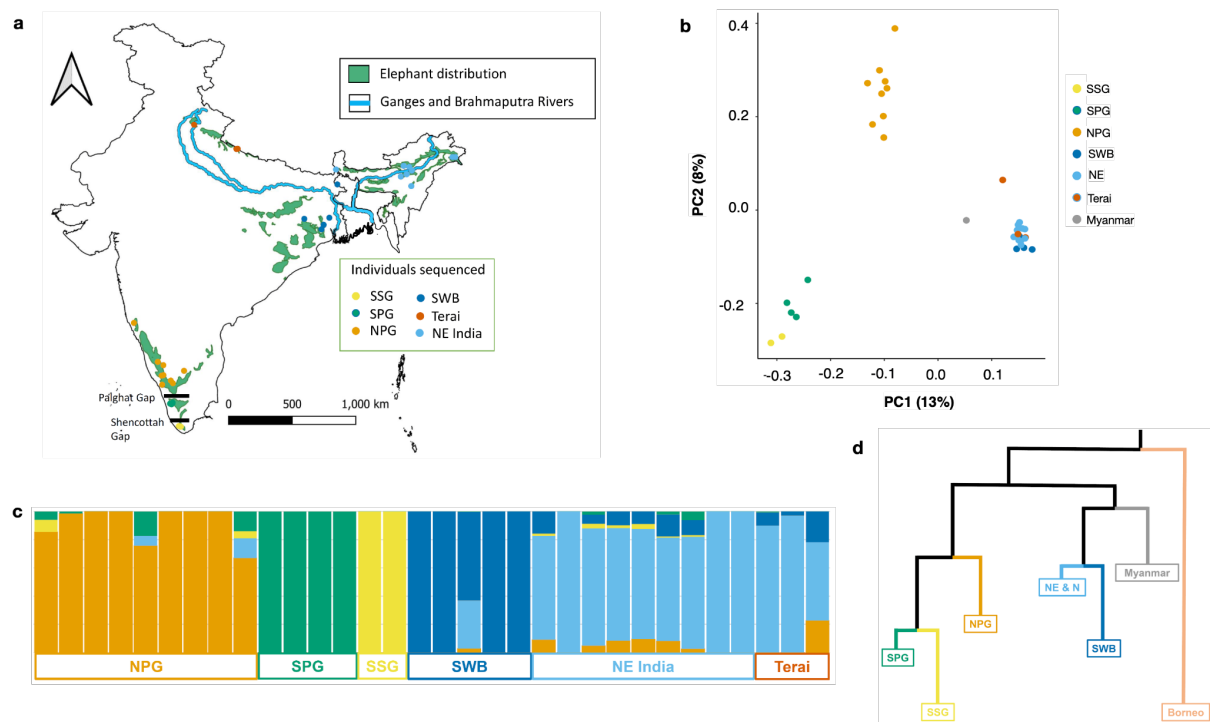 a
Elephant distribution
Ganges and Brahmaputra Rivers
Individuals sequenced
SSG
SWB
SPG
Terai
NPG
NE India
Palghat Gap
Shencottah
Gap
0
500
1,000 km
b
0.4
0.2
0.0
-0.2
PC2 (8%)
-0.3
-0.2
-0.1
0.0
0.1
PC1 (13%)
SSG
SPG
NPG
SWB
NE
Terai
Myanmar
c
NPG
SPG
SSG
SWB
NE India
Terai
d
NE & N
Myanmar
NPG
SPG
SWB
SSG
Borneo